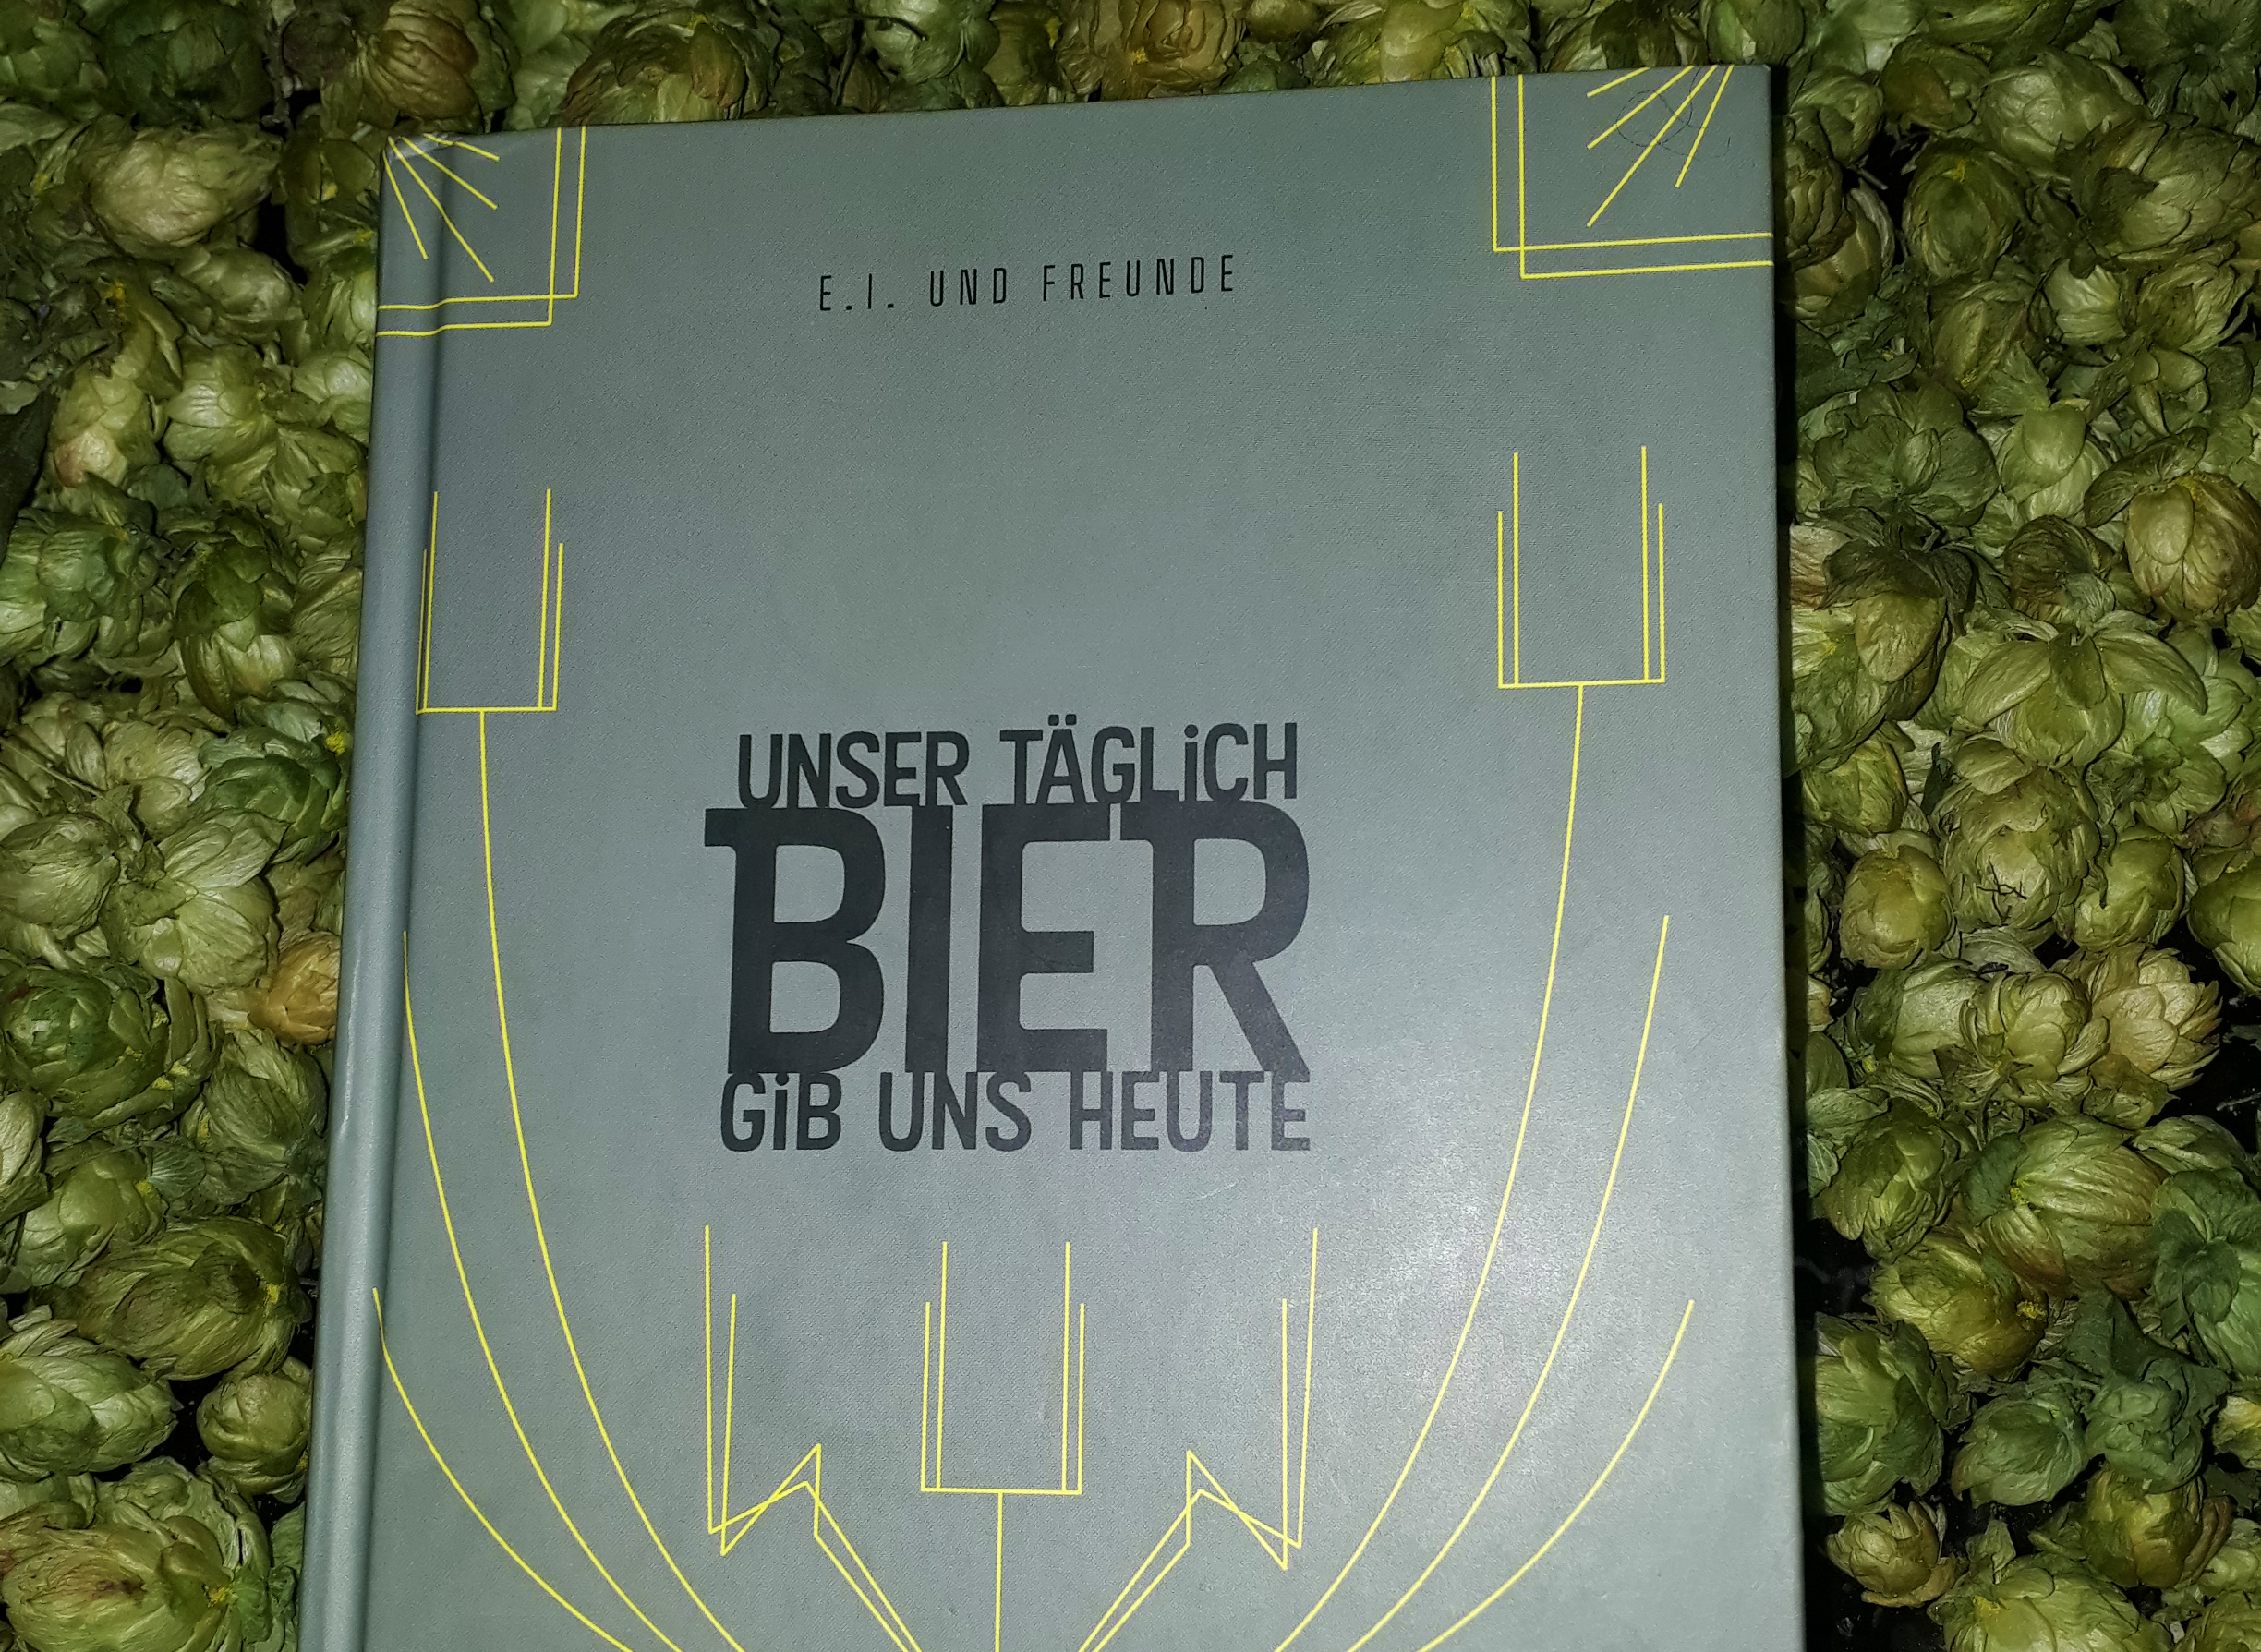 E.I. UND FREUNDE
UNSER TÄGLiCH
BIER
GiB UNS HEUTE